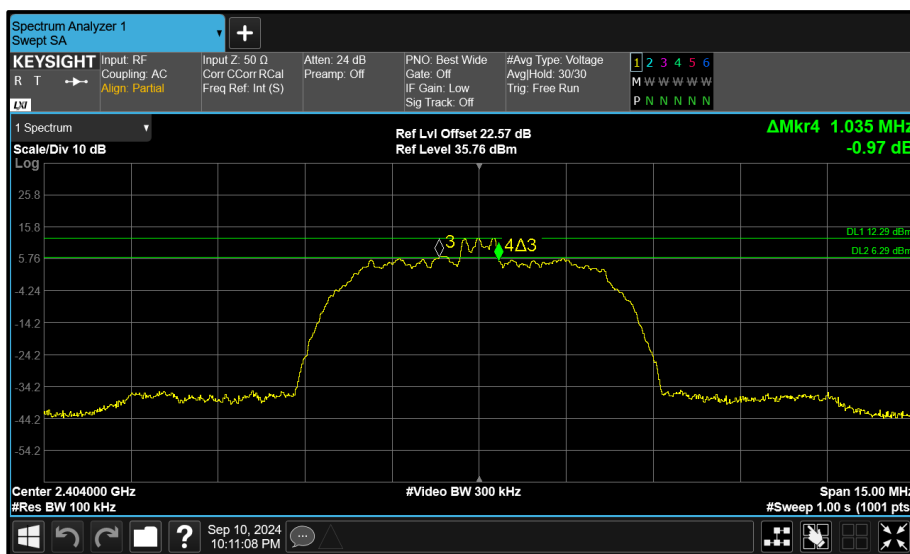 Spectrum Analyzer 1
Swept SA
KEYSIGHT
R T
LXI
Input: RF
Coupling: AC
Align: Partial
Input Z: 50 Ω
Corr CCorr RCal
Freq Ref: Int (S)
Atten: 24 dB
Preamp: Off
PNO: Best Wide
Gate: Off
IF Gain: Low
Sig Track: Off
#Avg Type: Voltage
Avg|Hold: 30/30
Trig: Free Run
1 2 3 4 5 6
M W W W W W
P N N N N N
1 Spectrum
Scale/Div 10 dB
Log
Ref Lvl Offset 22.57 dB
Ref Level 35.76 dBm
ΔMkr4 1.035 MHz
-0.97 dB
25.8
15.8
DL1 12.29 dBm
3
4Δ3
DL2 6.29 dBm
5.76
-4.24
-14.2
-24.2
-34.2
-44.2
-54.2
Center 2.404000 GHz
#Res BW 100 kHz
#Video BW 300 kHz
Span 15.00 MHz
#Sweep 1.00 s (1001 pts
?
Sep 10, 2024
10:11:08 PM